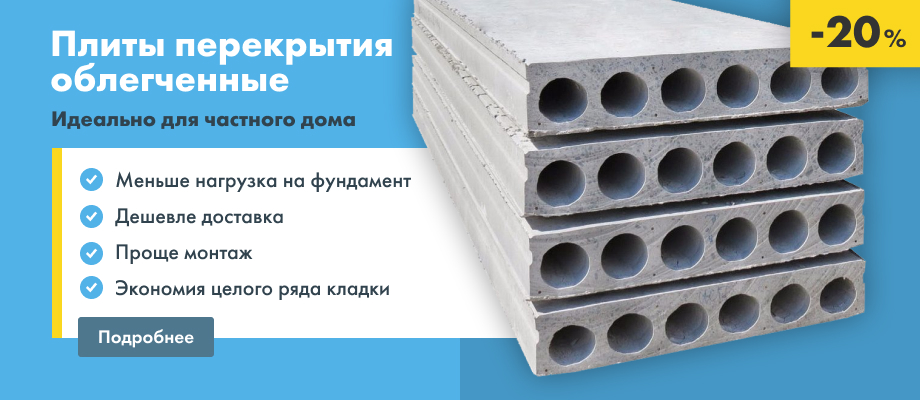 Плиты перекрытия
облегченные
Идеально для частного дома
Меньше нагрузка на фундамент
Дешевле доставка
Проще монтаж
Экономия целого ряда кладки
Подробнее
-20%